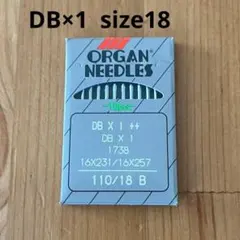 DB×1 size18
ORGAN®
NEEDLES
DB X 1 ++
DB X 1
1738
16X231/16X257
110/18 B